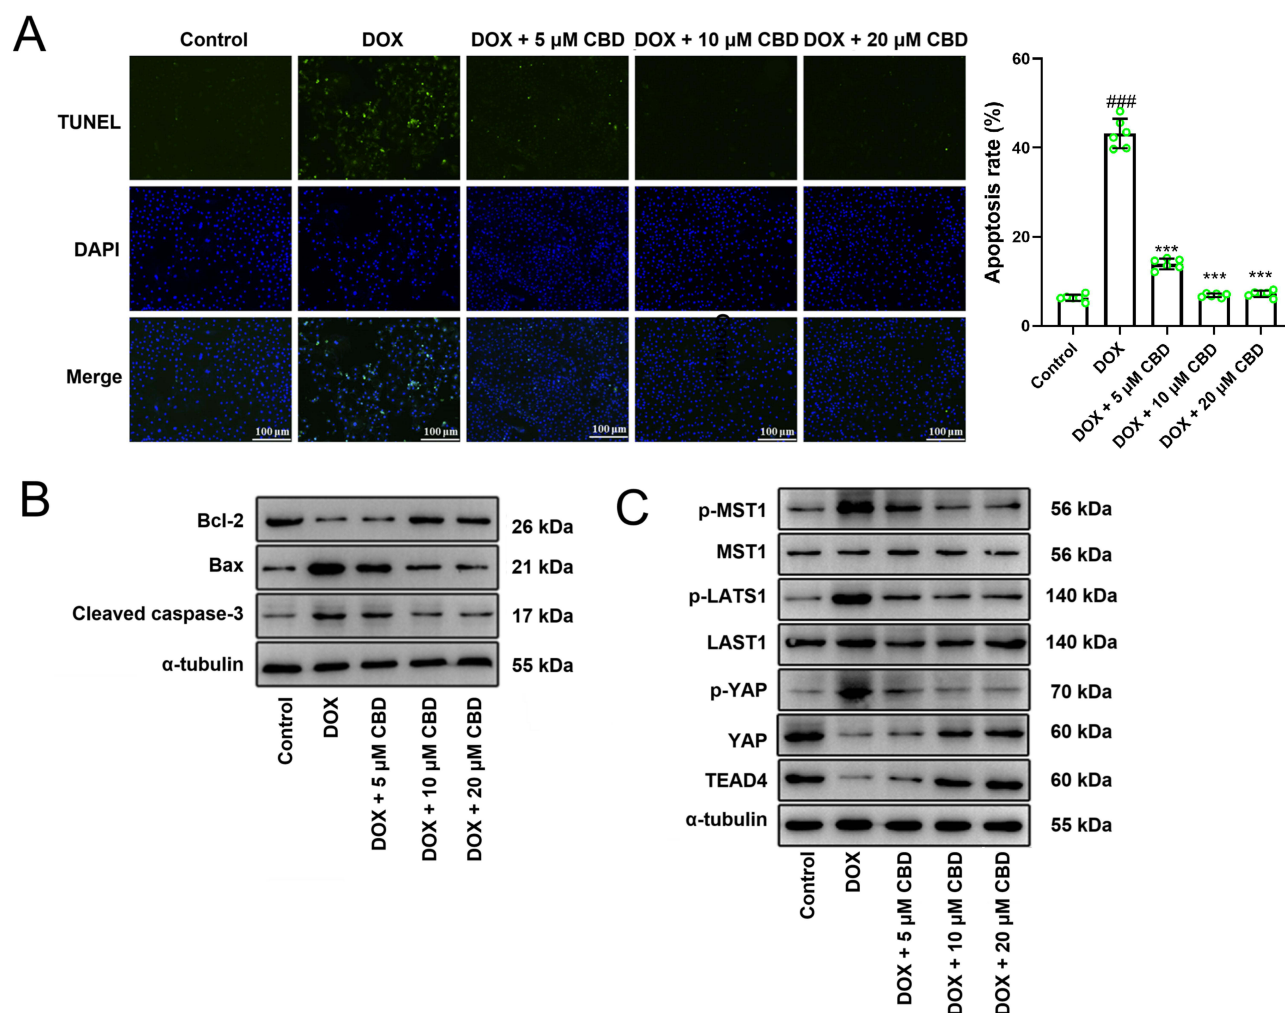 A
Control
DOX
DOX + 5 μM CBD
DOX + 10 μM CBD
DOX + 20 μM CBD
TUNEL
DAPI
Merge
100 μm
100 μm
100 μm
100 μm
100 μm
Apoptosis rate (%)
60
40
20
0
###
***
***
***
Control
DOX
DOX + 5 μM CBD
DOX + 10 μM CBD
DOX + 20 μM CBD
B
Bcl-2
26 kDa
Bax
21 kDa
Cleaved caspase-3
17 kDa
α-tubulin
55 kDa
Control
DOX
DOX + 5 μM CBD
DOX + 10 μM CBD
DOX + 20 μM CBD
C
p-MST1
56 kDa
MST1
56 kDa
p-LATS1
140 kDa
LAST1
140 kDa
p-YAP
70 kDa
YAP
60 kDa
TEAD4
60 kDa
α-tubulin
55 kDa
Control
DOX
DOX + 5 μM CBD
DOX + 10 μM CBD
DOX + 20 μM CBD